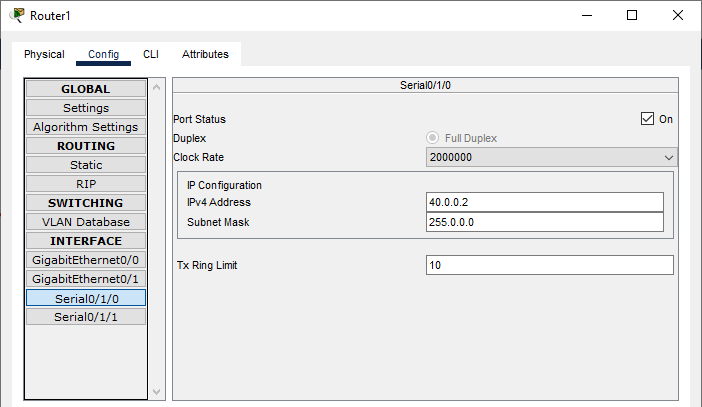 Router1
Physical Config CLI Attributes
GLOBAL
Settings
Algorithm Settings
ROUTING
Static
RIP
SWITCHING
VLAN Database
INTERFACE
GigabitEthernet0/0
GigabitEthernet0/1
Serial0/1/0
Serial0/1/1
Serial0/1/0
Port Status On
Duplex Full Duplex
Clock Rate 2000000
IP Configuration
IPv4 Address 40.0.0.2
Subnet Mask 255.0.0.0
Tx Ring Limit 10